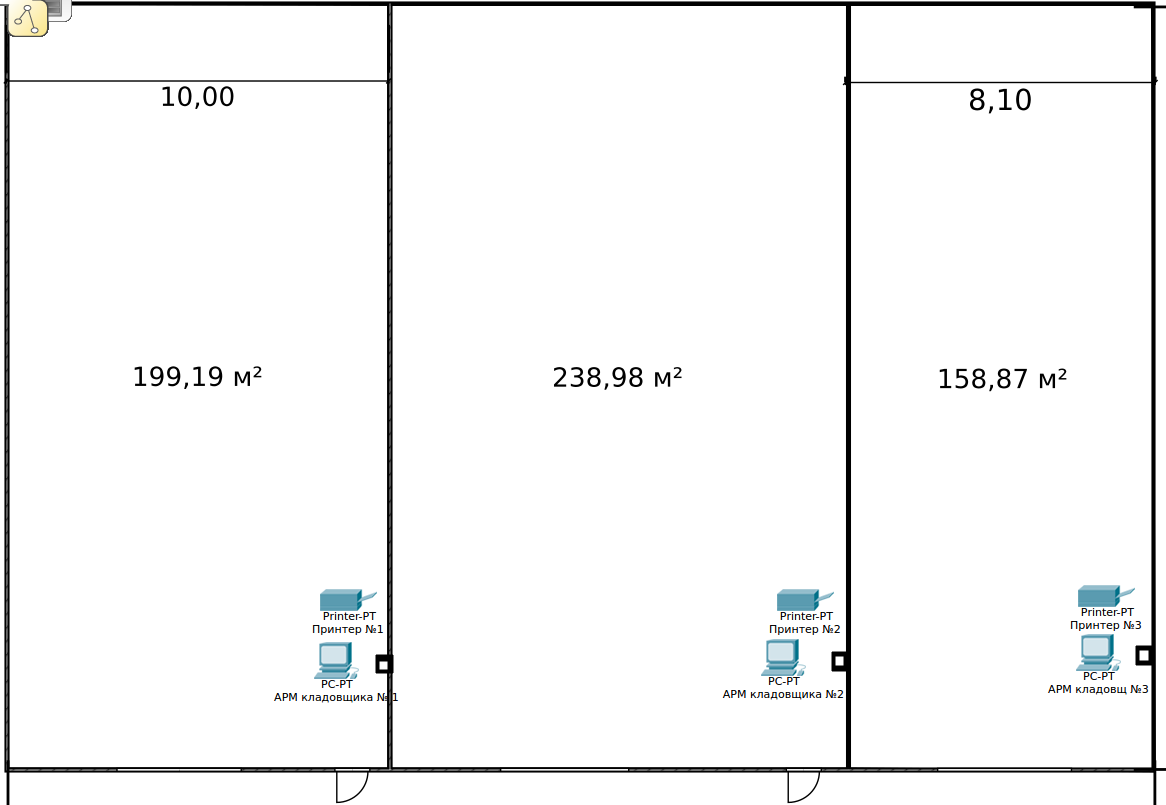 10,00
8,10
199,19 м²
238,98 м²
158,87 м²
Printer-PT
Принтер №1
PC-PT
АРМ кладовщика №1
Printer-PT
Принтер №2
PC-PT
АРМ кладовщика №2
Printer-PT
Принтер №3
PC-PT
АРМ кладовщ №3